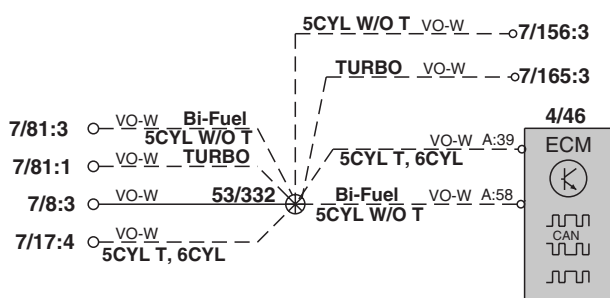 5CYL W/O T VO-W 7/156:3
TURBO VO-W 7/165:3
4/46
7/81:3 VO-W Bi-Fuel
5CYL W/O T
VO-W A:39 ECM
5CYL T, 6CYL
7/81:1 VO-W TURBO
7/8:3 VO-W 53/332 Bi-Fuel VO-W A:58
5CYL W/O T
7/17:4 VO-W
5CYL T, 6CYL
CAN